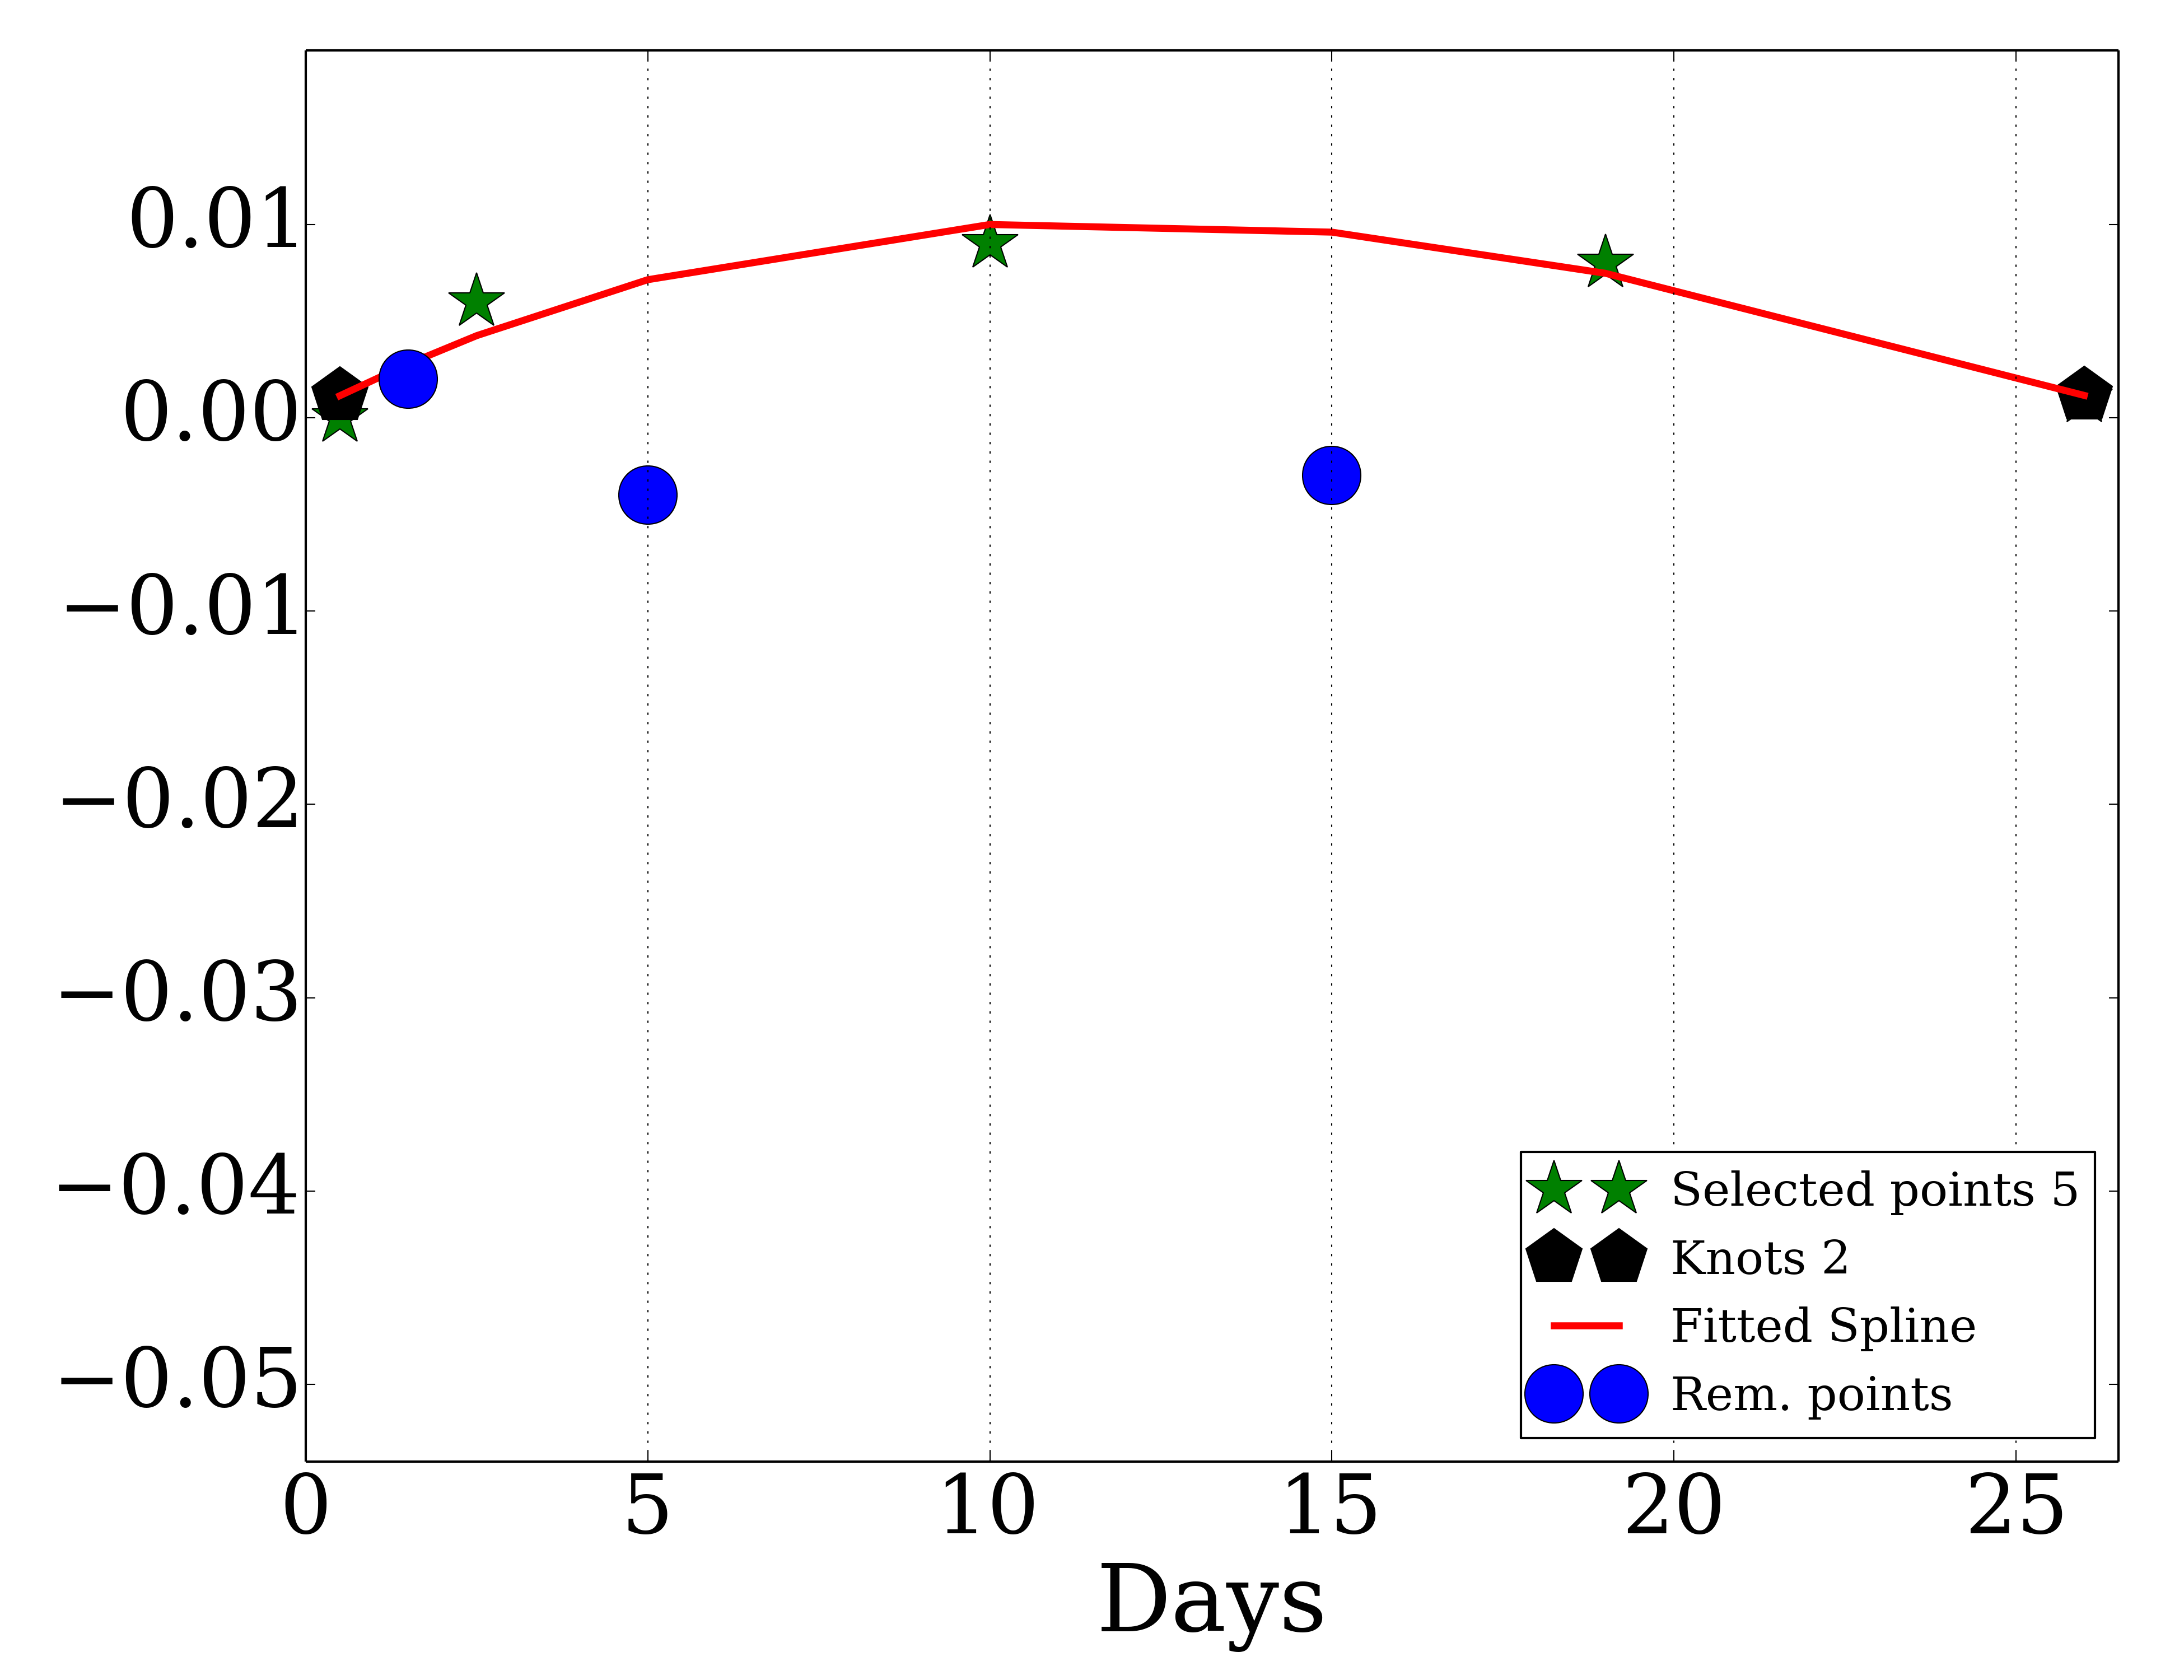 0.01
0.00
−0.01
−0.02
−0.03
−0.04
−0.05
Selected points 5
Knots 2
Fitted Spline
Rem. points
0 5 10 15 20 25
Days